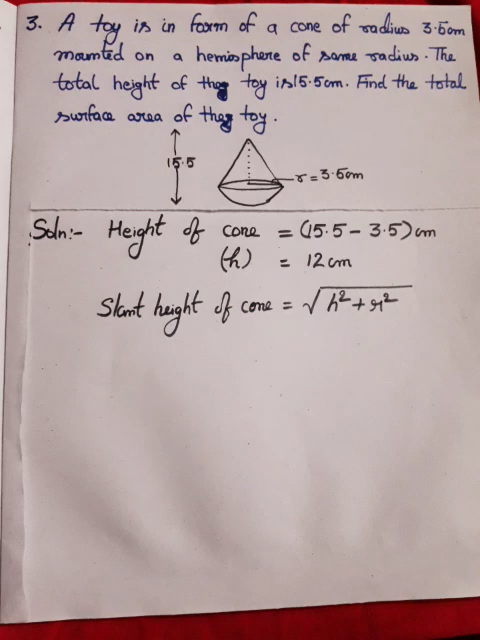 3. A toy is in form of a cone of radius 3.5cm
mounted on a hemisphere of same radius. The
total height of the toy is 15.5cm. Find the total
surface area of the toy.
15.5
r = 3.5cm
Soln:- Height of cone = (15.5 - 3.5) cm
(h) = 12 cm
Slant height of cone = √h²+r²